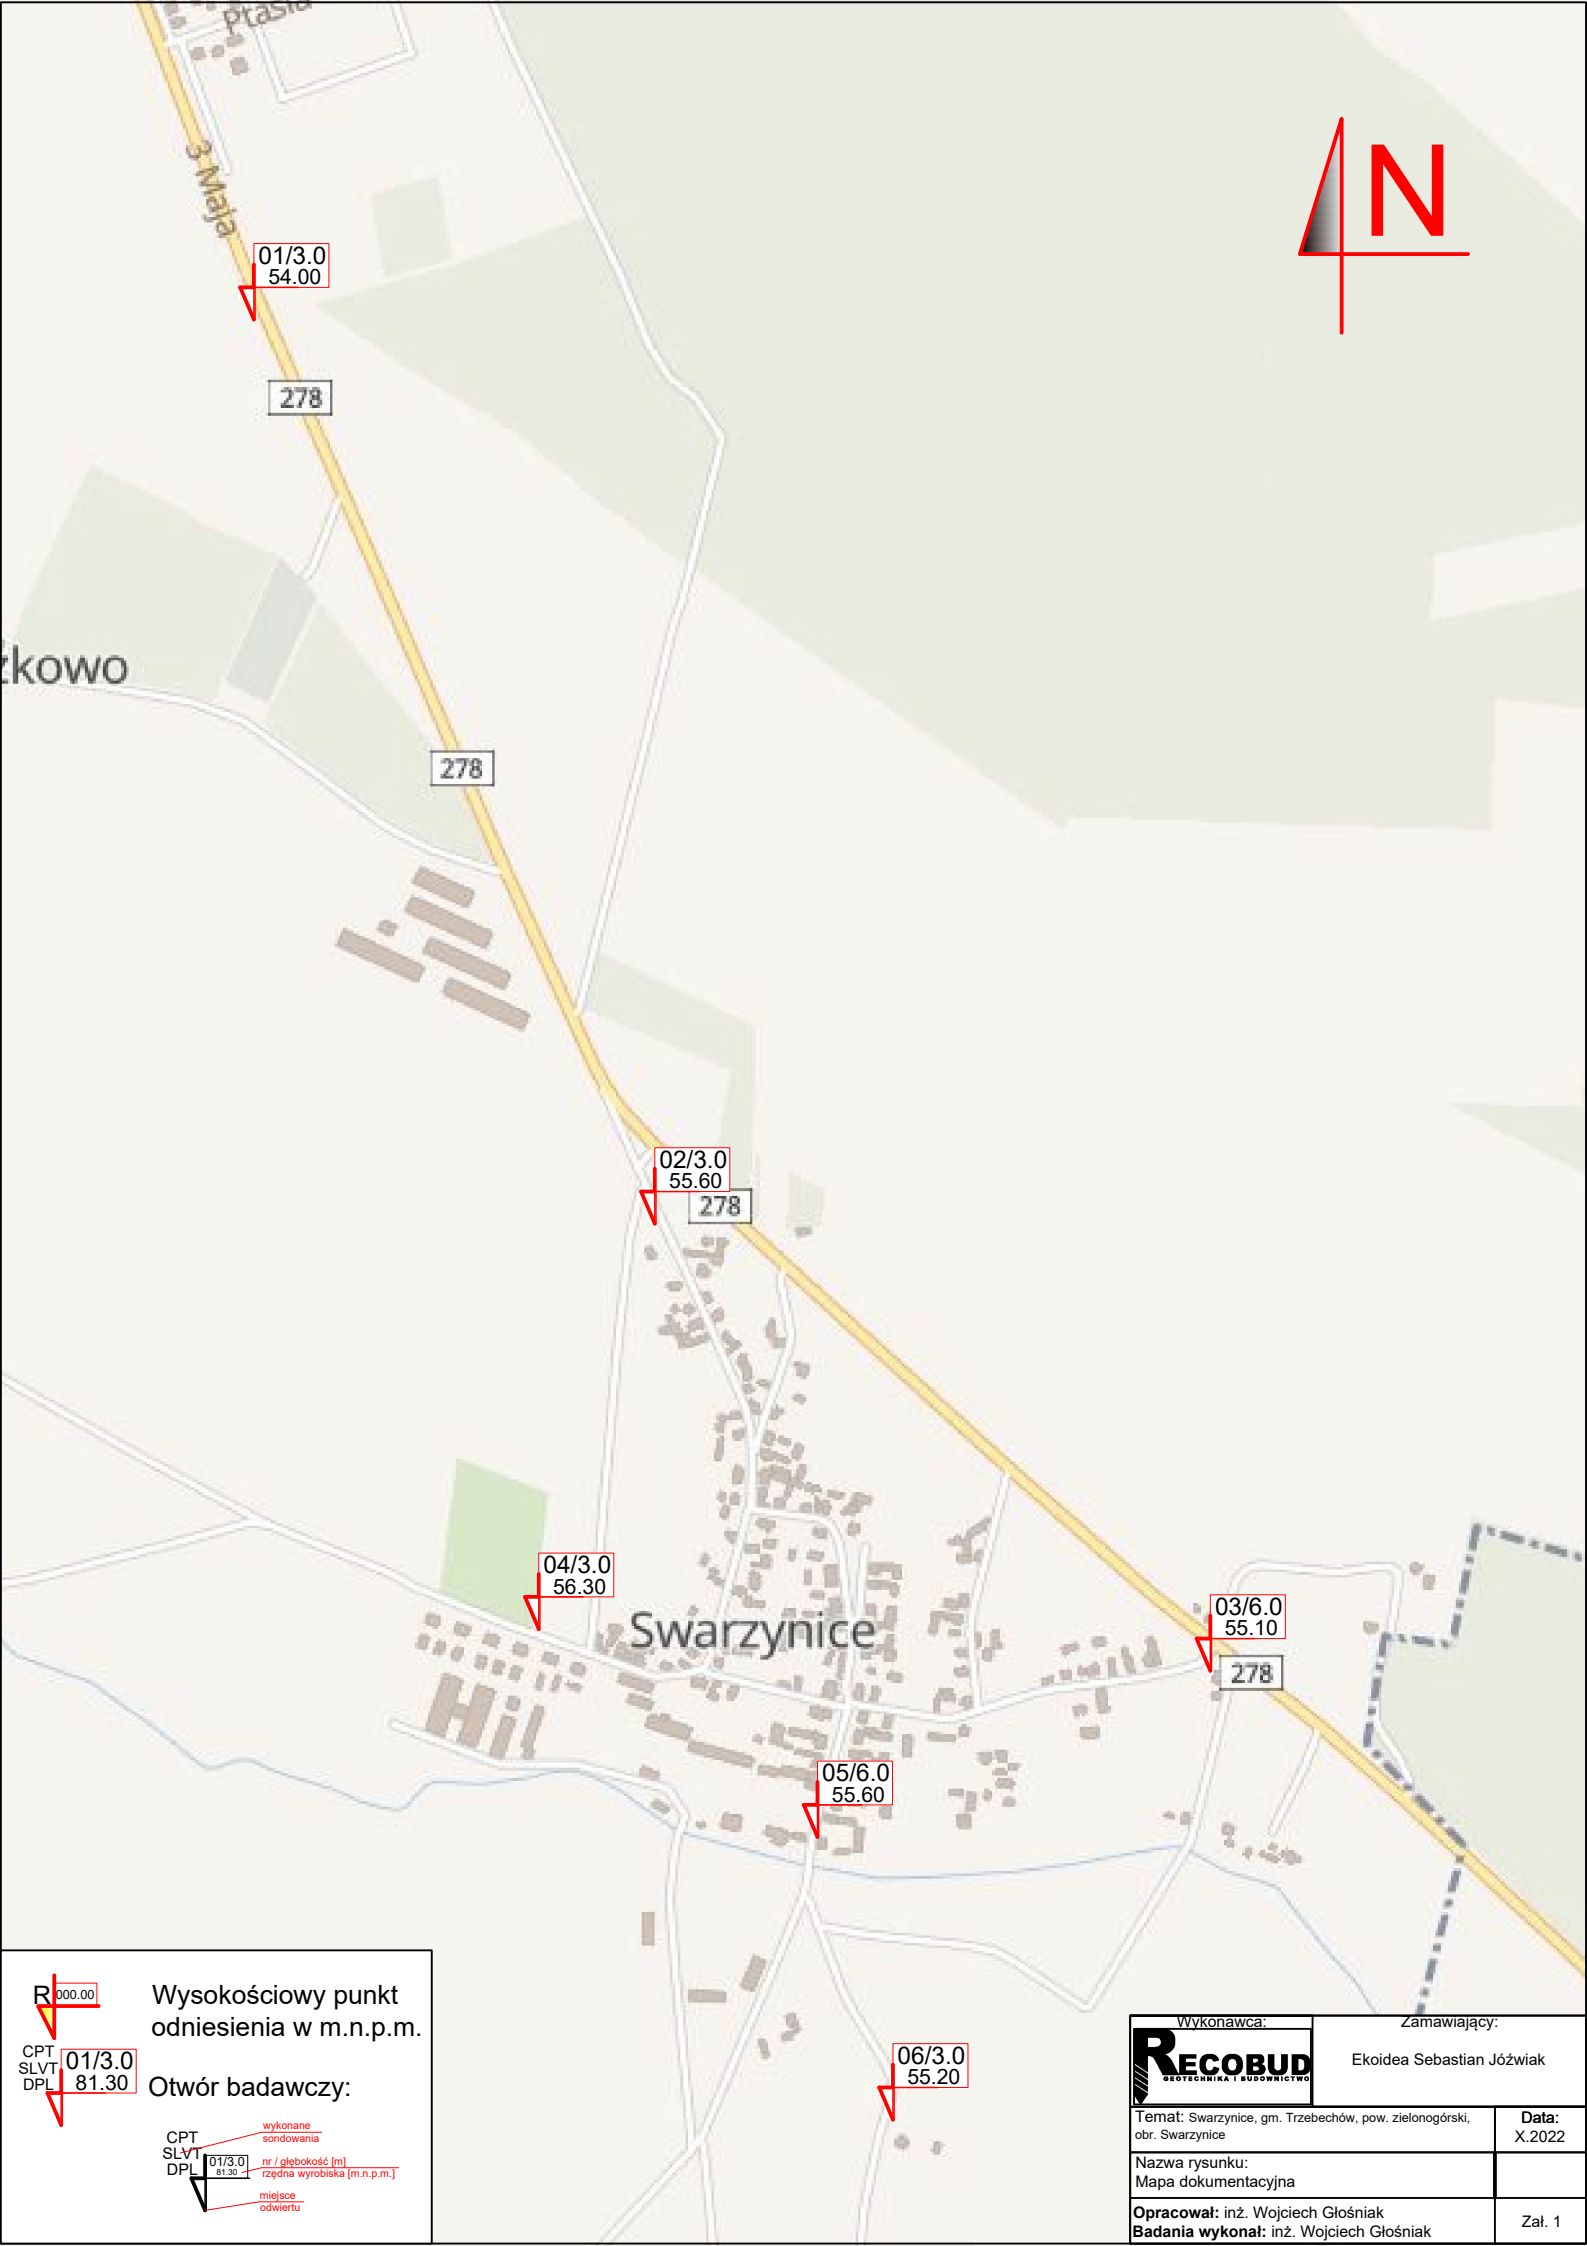 Ptasia
3 Maja
N
01/3.0
54.00
278
żkowo
278
02/3.0
55.60
278
04/3.0
56.30
Swarzynice
03/6.0
55.10
278
05/6.0
55.60
06/3.0
55.20
R 000.00
Wysokościowy punkt
odniesienia w m.n.p.m.
CPT
SLVT
DPL
01/3.0
81.30
Otwór badawczy:
CPT
SLVT
DPL
01/3.0
81.30
wykonane
sondowania
nr / głębokość [m]
rzędna wyrobiska [m.n.p.m.]
miejsce
odwiertu
Wykonawca:
RECOBUD
GEOTECHNIKA I BUDOWNICTWO
Zamawiający:
Ekoidea Sebastian Jóźwiak
Temat: Swarzynice, gm. Trzebechów, pow. zielonogórski,
obr. Swarzynice
Data:
X.2022
Nazwa rysunku:
Mapa dokumentacyjna
Opracował: inż. Wojciech Głośniak
Badania wykonał: inż. Wojciech Głośniak
Zał. 1